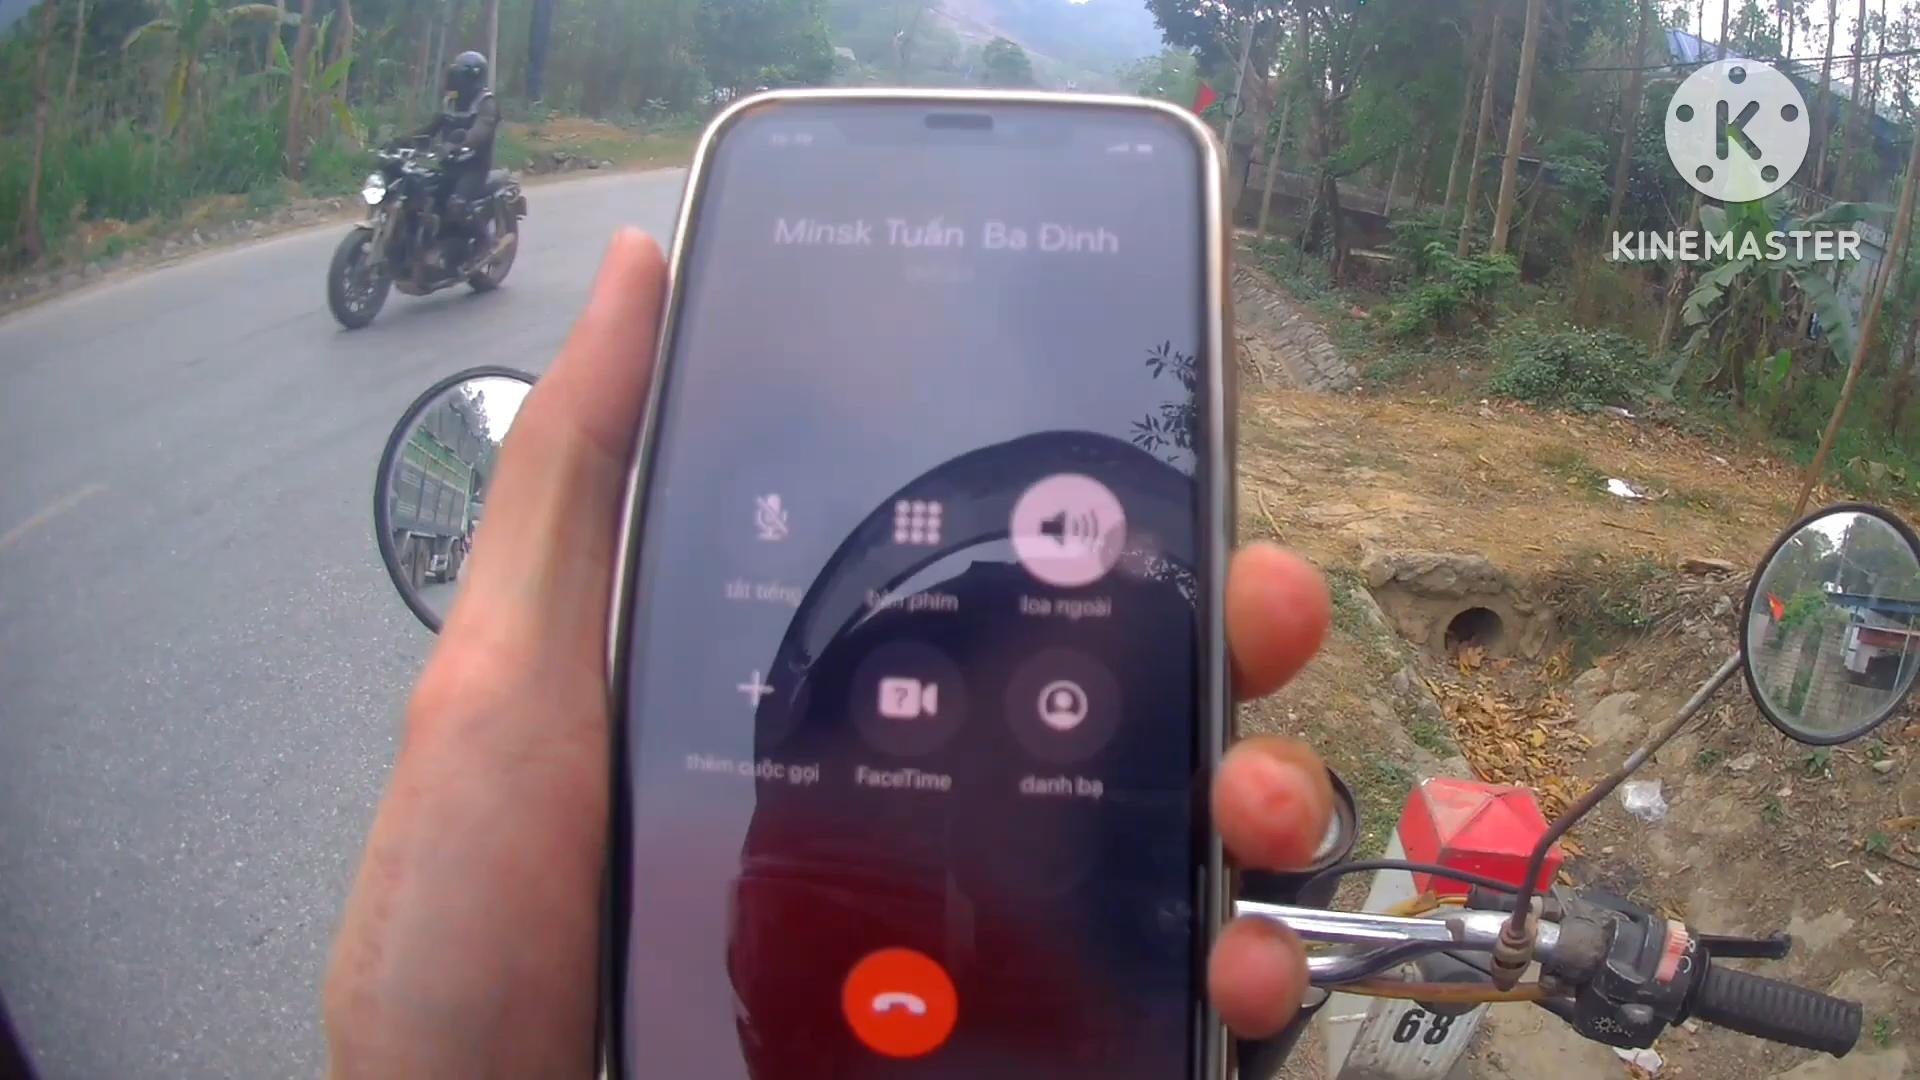 Minsk Tuấn Ba Đình
tắt tiếng
bàn phím
loa ngoài
thêm cuộc gọi
FaceTime
danh bạ
K
KINEMASTER
68